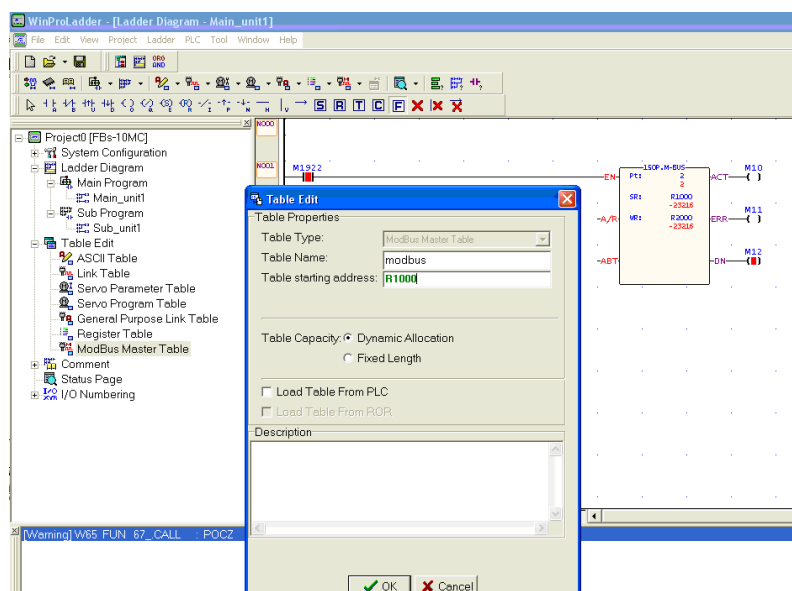 WinProLadder - [Ladder Diagram - Main_unit1]
File Edit View Project Ladder PLC Tool Window Help
ORG
GND
S R T C F
Project0 [FBs-10MC]
System Configuration
Ladder Diagram
Main Program
Main_unit1
Sub Program
Sub_unit1
Table Edit
ASCII Table
Link Table
Servo Parameter Table
Servo Program Table
General Purpose Link Table
Register Table
ModBus Master Table
Comment
Status Page
I/O Numbering
N000
N001
M1922
EN
150P.M-BUS
Pt: 2
2
ACT
M10
SR: R1000
-23216
A/R
WR: R2000
-23216
ERR
M11
ABT
DN
M12
Table Edit
Table Properties
Table Type: ModBus Master Table
Table Name: modbus
Table starting address: R1000
Table Capacity: Dynamic Allocation
Fixed Length
Load Table From PLC
Load Table From ROR
Description
OK Cancel
[Warning] W65 FUN 67_.CALL : POCZ